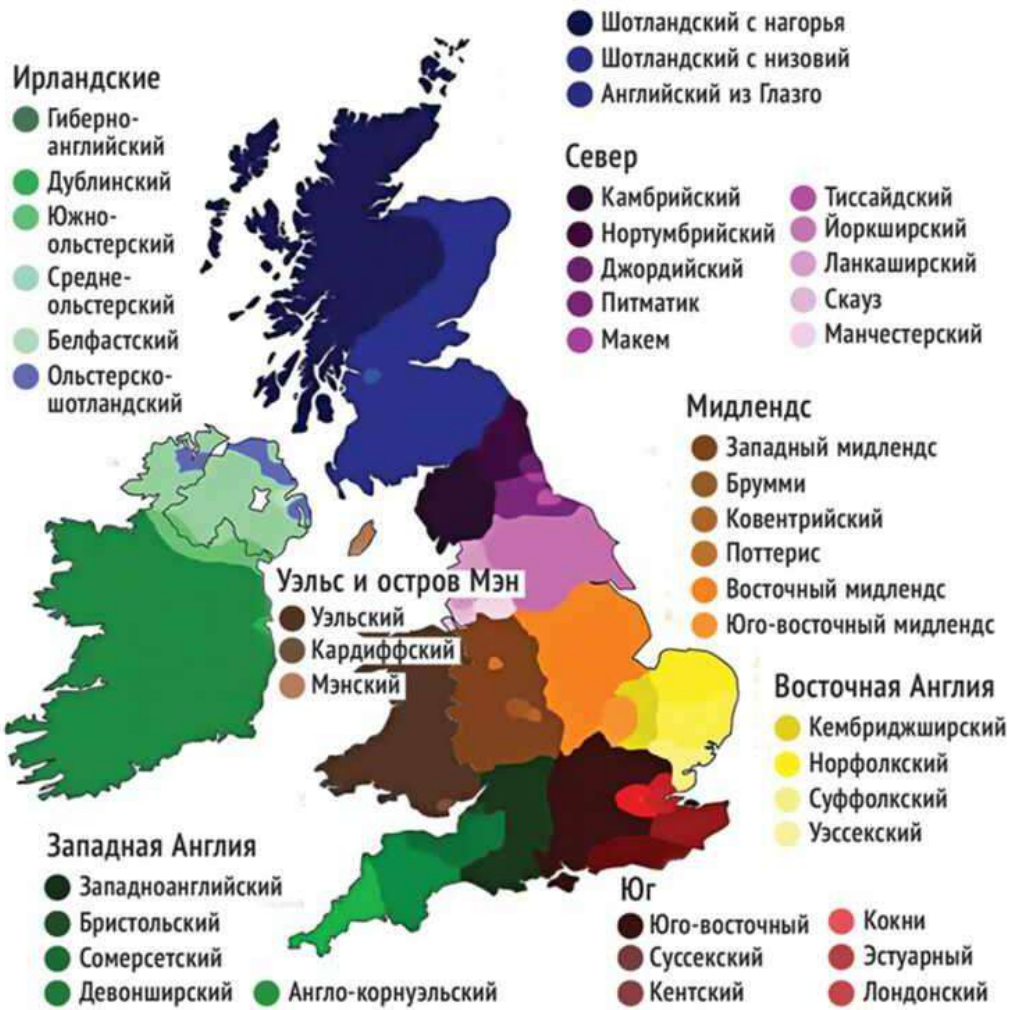 Шотландский с нагорья
Шотландский с низовий
Английский из Глазго
Ирландские
Гиберно-
английский
Дублинский
Южно-
ольстерский
Средне-
ольстерский
Белфастский
Ольстерско-
шотландский
Север
Камбрийский
Нортумбрийский
Джордийский
Питматик
Макем
Тиссайдский
Йоркширский
Ланкаширский
Скауз
Манчестерский
Мидлендс
Западный мидлендс
Брумми
Ковентрийский
Поттерис
Восточный мидлендс
Юго-восточный мидлендс
Уэльс и остров Мэн
Уэльский
Кардиффский
Мэнский
Восточная Англия
Кембриджширский
Норфолкский
Суффолкский
Уэссекский
Западная Англия
Западноанглийский
Бристольский
Сомерсетский
Девонширский
Англо-корнуэльский
Юг
Юго-восточный
Суссекский
Кентский
Кокни
Эстуарный
Лондонский